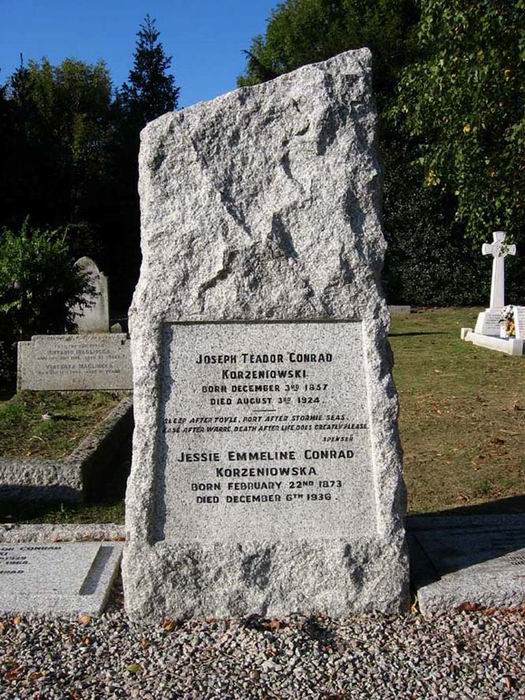 JOSEPH TEADOR CONRAD
KORZENIOWSKI.
BORN DECEMBER 3RD 1857
DIED AUGUST 3RD 1924.
SLEEP AFTER TOYLE, PORT AFTER STORMIE SEAS,
EASE AFTER WARRE, DEATH AFTER LIFE DOES GREATLY PLEASE
SPENSER
JESSIE EMMELINE CONRAD
KORZENIOWSKA.
BORN FEBRUARY 22ND 1873
DIED DECEMBER 6TH 1936.
CONRAD